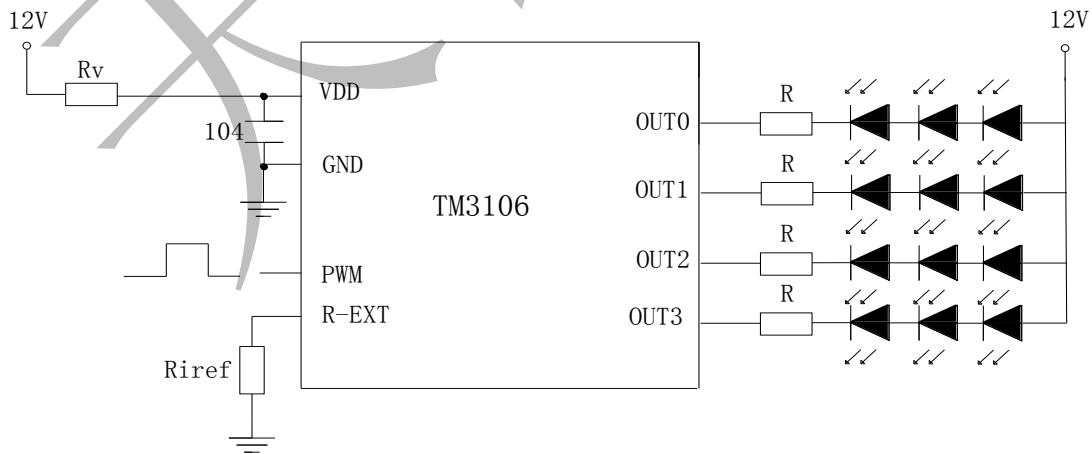 12V
12V
Rv
VDD
R
104
OUT0
GND
R
OUT1
TM3106
R
OUT2
PWM
R
R-EXT
OUT3
Riref